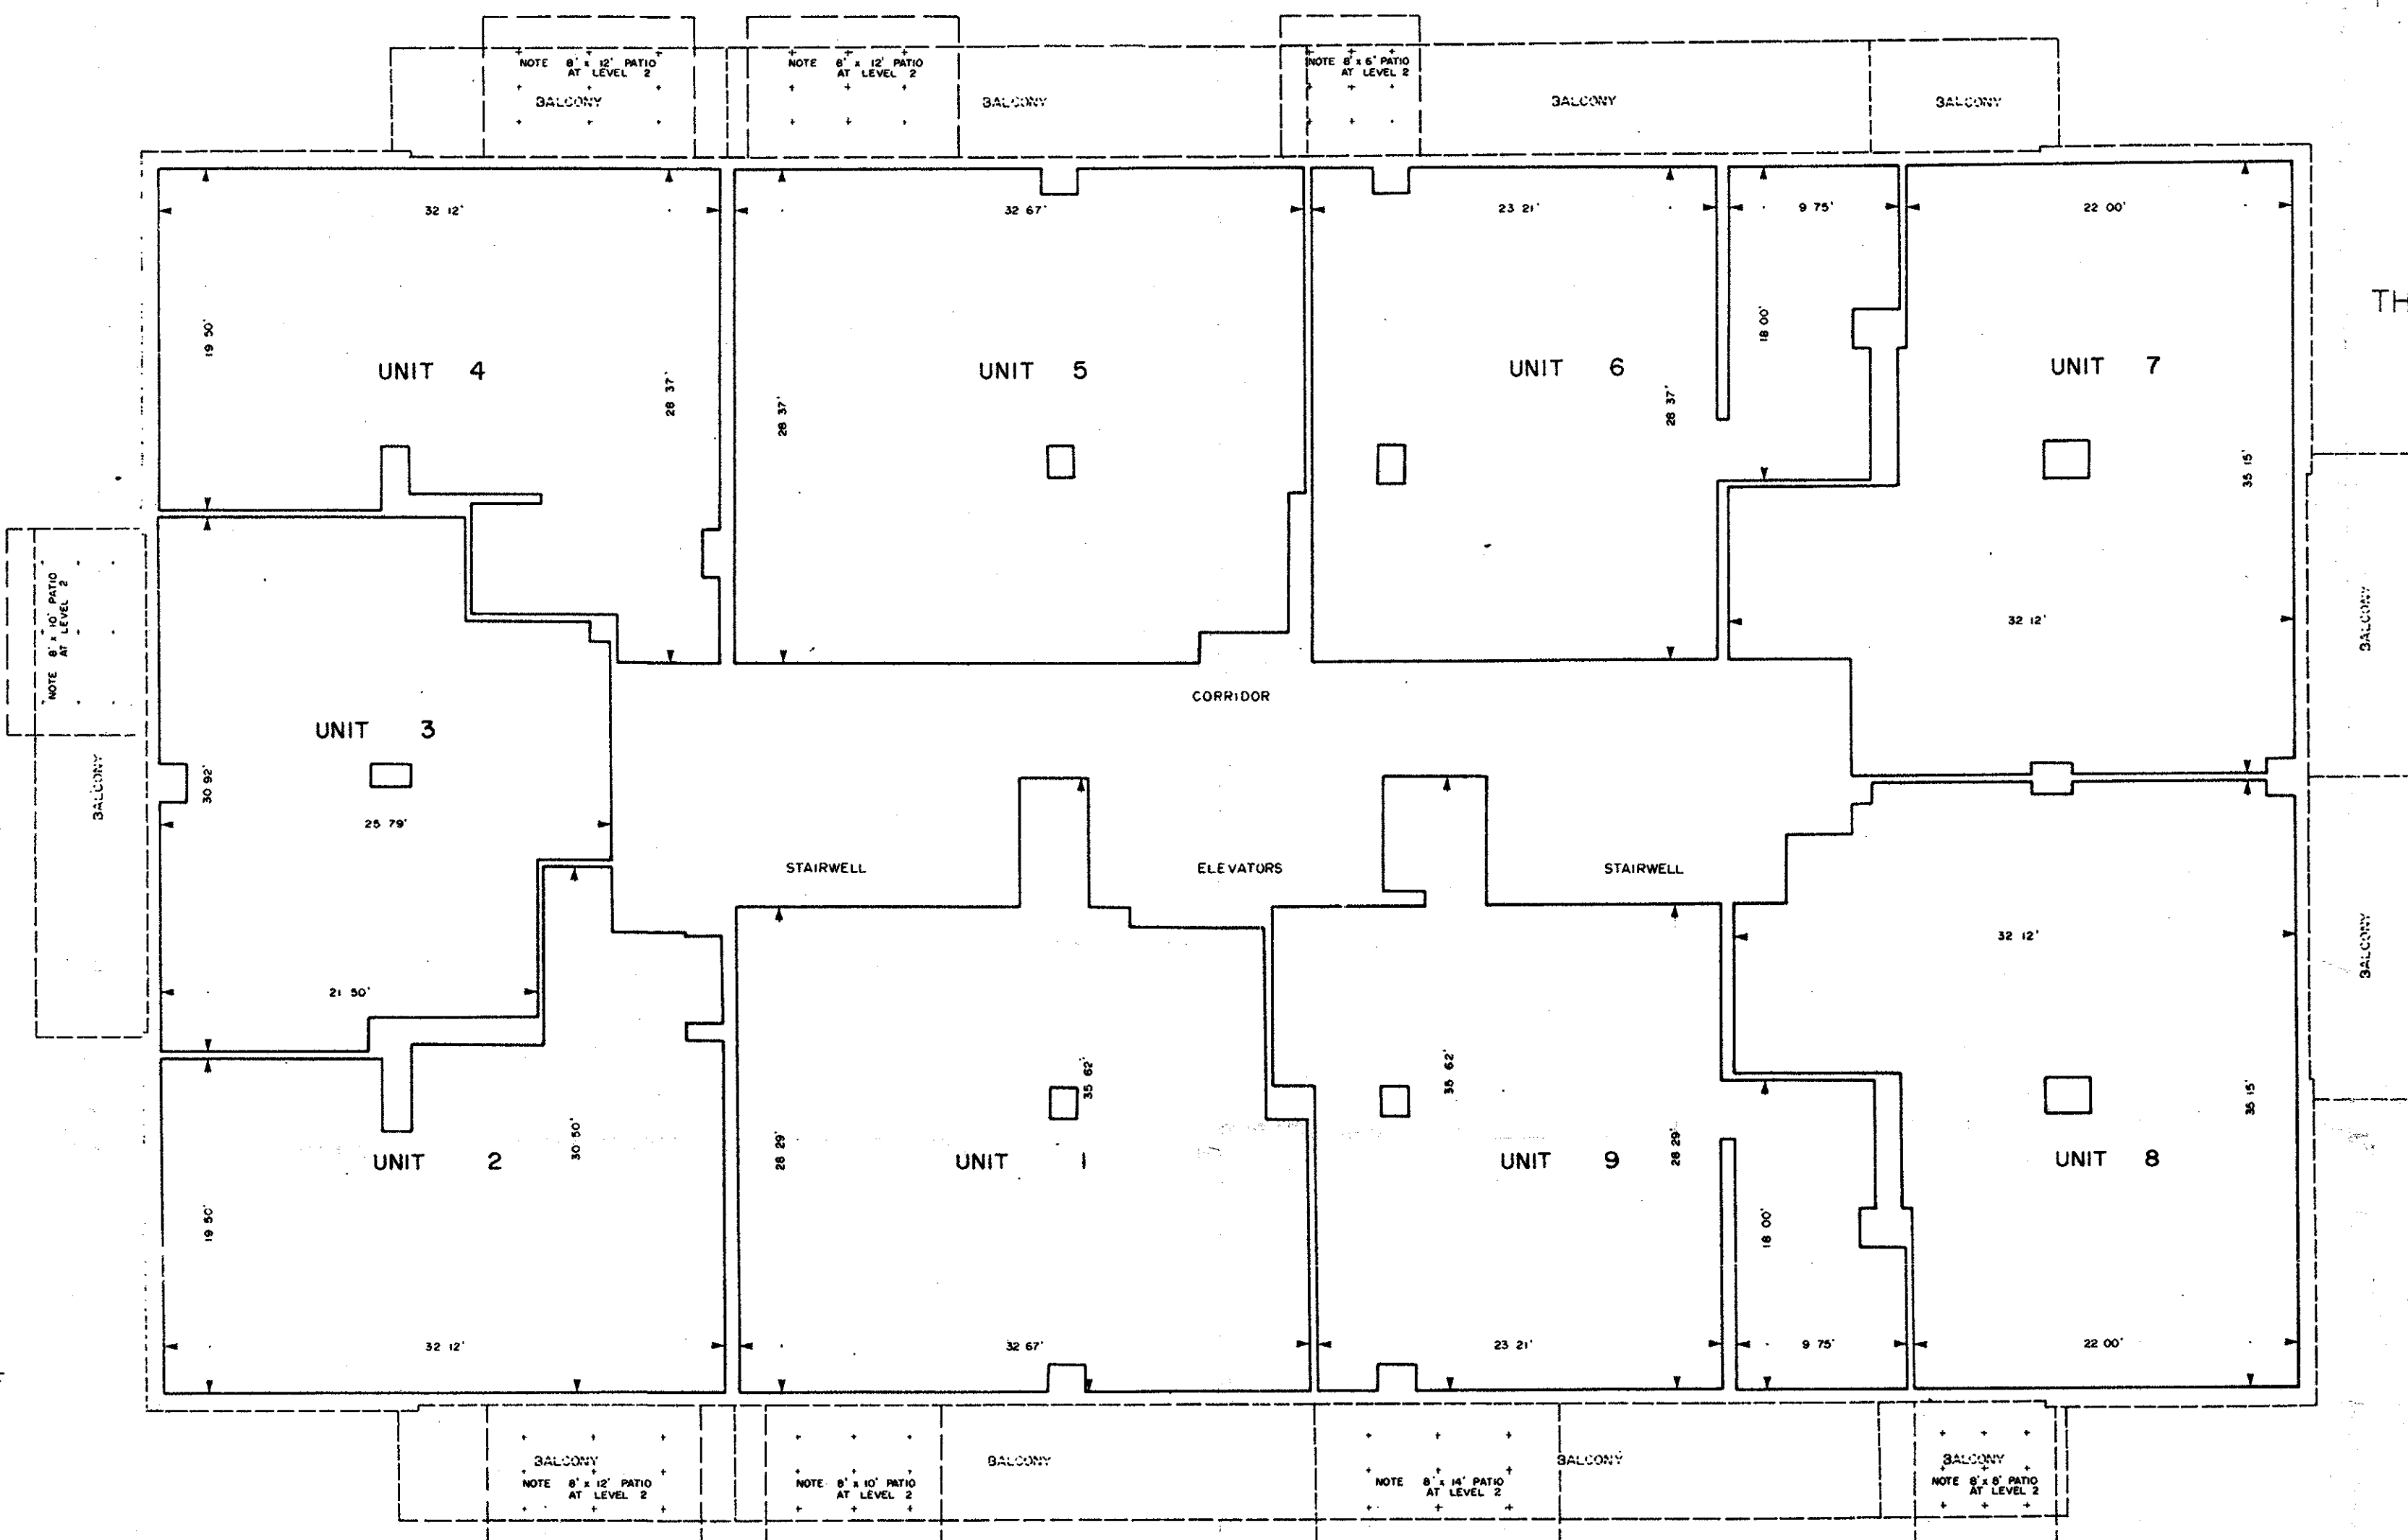 NOTE 8' x 12' PATIO
AT LEVEL 2
BALCONY
NOTE 8' x 12' PATIO
AT LEVEL 2
BALCONY
NOTE 8' x 6' PATIO
AT LEVEL 2
BALCONY
BALCONY
32 12'
32 67'
23 21'
9 75'
22 00'
TH
19 50'
28 37'
28 37'
28 37'
18 00'
35 15'
UNIT 4
UNIT 5
UNIT 6
UNIT 7
NOTE 8' x 10' PATIO
AT LEVEL 2
BALCONY
32 12'
BALCONY
CORRIDOR
UNIT 3
30 92'
25 79'
STAIRWELL
ELEVATORS
STAIRWELL
21 50'
32 12'
BALCONY
35 62'
35 62'
35 15'
30 50'
28 29'
28 29'
UNIT 2
UNIT 1
UNIT 9
UNIT 8
19 50'
18 00'
32 12'
32 67'
23 21'
9 75'
22 00'
BALCONY
NOTE 8' x 12' PATIO
AT LEVEL 2
NOTE 8' x 10' PATIO
AT LEVEL 2
BALCONY
NOTE 8' x 14' PATIO
AT LEVEL 2
BALCONY
BALCONY
NOTE 8' x 8' PATIO
AT LEVEL 2